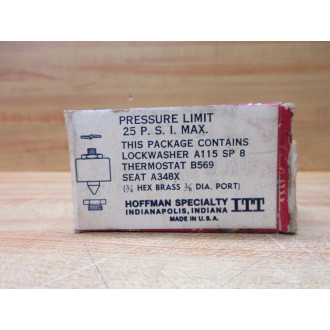 PRESSURE LIMIT
25 P. S. I. MAX.
THIS PACKAGE CONTAINS
LOCKWASHER A115 SP 8
THERMOSTAT B569
SEAT A348X
(¾ HEX BRASS ⅜ DIA. PORT)
HOFFMAN SPECIALTY ITT
INDIANAPOLIS, INDIANA
MADE IN U.S.A.